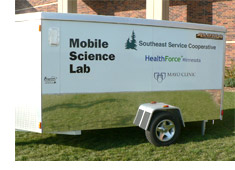 Mobile
Science
Lab
Southeast Service Cooperative
HealthForce Minnesota
MAYO CLINIC